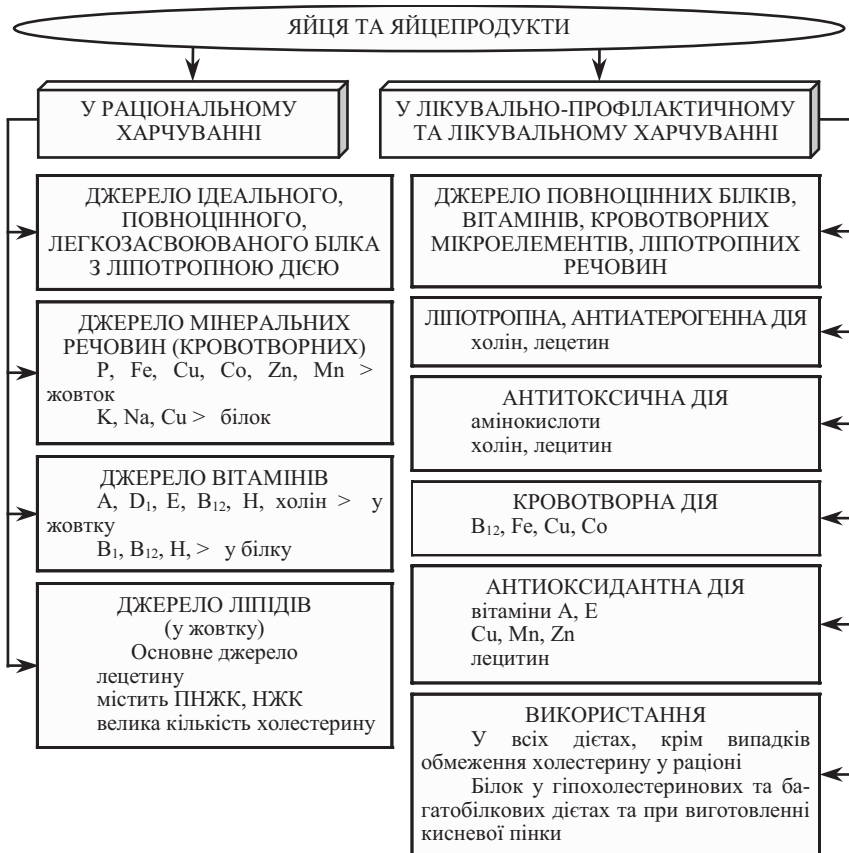 ЯЙЦЯ ТА ЯЙЦЕПРОДУКТИ
У РАЦІОНАЛЬНОМУ
ХАРЧУВАННІ
ДЖЕРЕЛО ІДЕАЛЬНОГО,
ПОВНОЦІННОГО,
ЛЕГКОЗАСВОЮВАНОГО БІЛКА
З ЛІПОТРОПНОЮ ДІЄЮ
ДЖЕРЕЛО МІНЕРАЛЬНИХ
РЕЧОВИН (КРОВОТВОРНИХ)
P, Fe, Cu, Co, Zn, Mn >
жовток
K, Na, Cu > білок
ДЖЕРЕЛО ВІТАМІНІВ
A, D₁, E, B₁₂, H, холін > у
жовтку
B₁, B₁₂, H, > у білку
ДЖЕРЕЛО ЛІПІДІВ
(у жовтку)
Основне джерело
лецетину
містить ПНЖК, НЖК
велика кількість холестерину
У ЛІКУВАЛЬНО-ПРОФІЛАКТИЧНОМУ
ТА ЛІКУВАЛЬНОМУ ХАРЧУВАННІ
ДЖЕРЕЛО ПОВНОЦІННИХ БІЛКІВ,
ВІТАМІНІВ, КРОВОТВОРНИХ
МІКРОЕЛЕМЕНТІВ, ЛІПОТРОПНИХ
РЕЧОВИН
ЛІПОТРОПНА, АНТИАТЕРОГЕННА ДІЯ
холін, лецетин
АНТИТОКСИЧНА ДІЯ
амінокислоти
холін, лецитин
КРОВОТВОРНА ДІЯ
B₁₂, Fe, Cu, Co
АНТИОКСИДАНТНА ДІЯ
вітаміни А, Е
Cu, Mn, Zn
лецитин
ВИКОРИСТАННЯ
У всіх дієтах, крім випадків
обмеження холестерину у раціоні
Білок у гіпохолестеринових та ба-
гатобілкових дієтах та при виготовленні
кисневої пінки